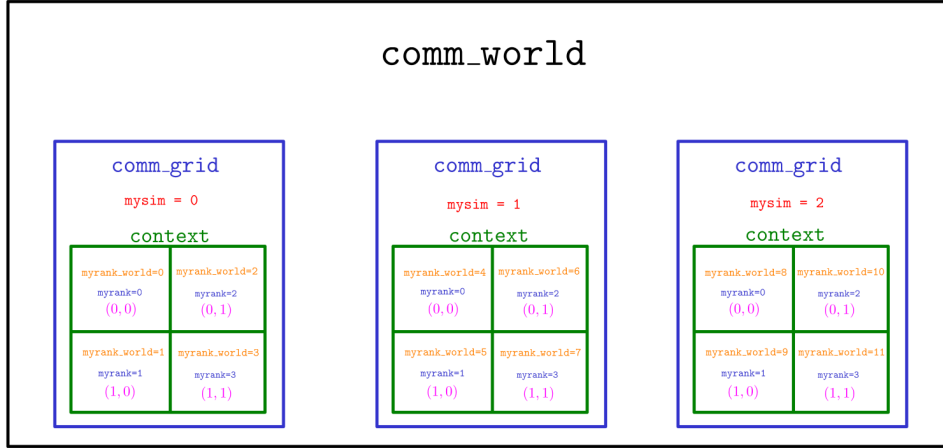 comm_world
comm_grid
mysim = 0
context
myrank_world=0
myrank=0
(0, 0)
myrank_world=2
myrank=2
(0, 1)
myrank_world=1
myrank=1
(1, 0)
myrank_world=3
myrank=3
(1, 1)
comm_grid
mysim = 1
context
myrank_world=4
myrank=0
(0, 0)
myrank_world=6
myrank=2
(0, 1)
myrank_world=5
myrank=1
(1, 0)
myrank_world=7
myrank=3
(1, 1)
comm_grid
mysim = 2
context
myrank_world=8
myrank=0
(0, 0)
myrank_world=10
myrank=2
(0, 1)
myrank_world=9
myrank=1
(1, 0)
myrank_world=11
myrank=3
(1, 1)